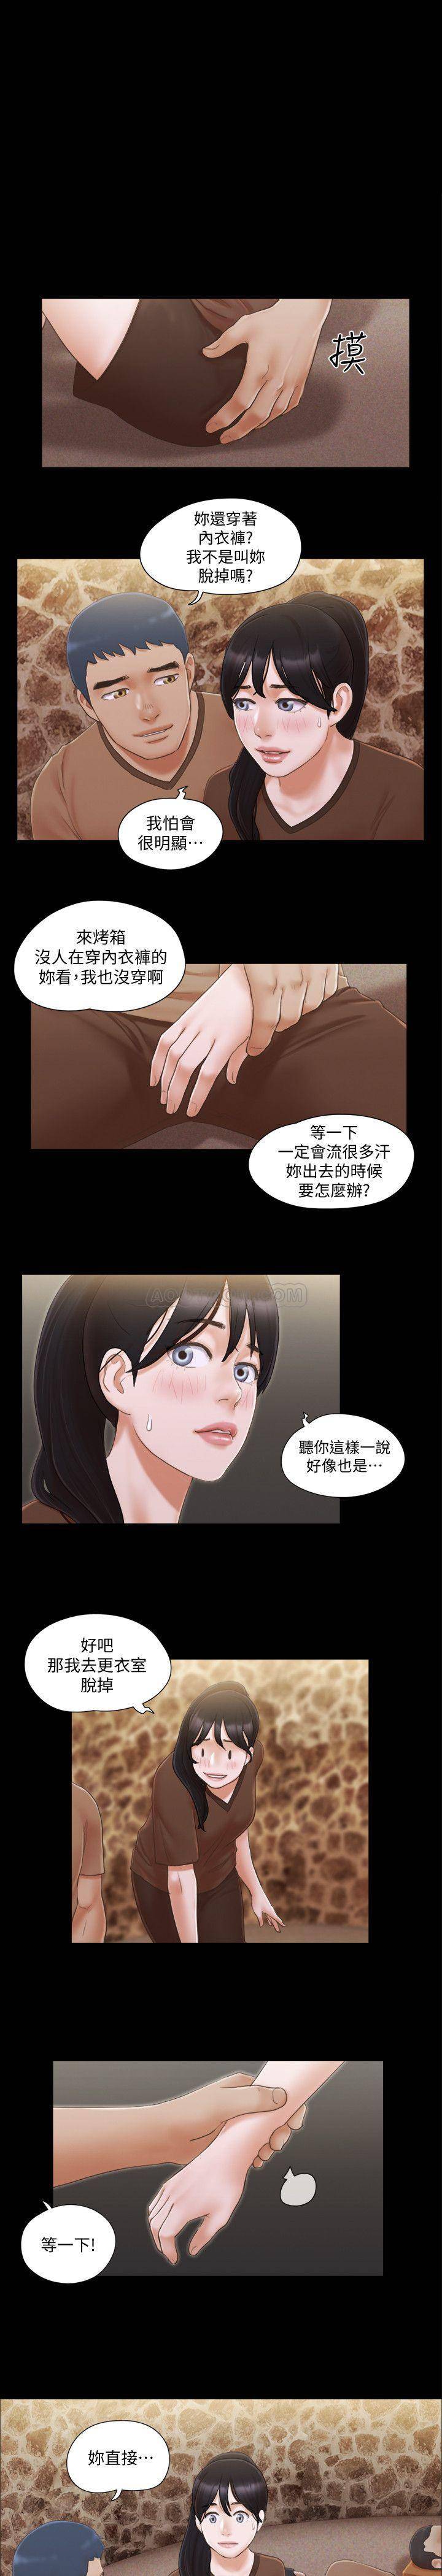 摸
妳還穿著
內衣褲?
我不是叫妳
脫掉嗎?
我怕會
很明顯⋯
來烤箱
沒人在穿內衣褲的
妳看,我也沒穿啊
等一下
一定會流很多汗
妳出去的時候
要怎麼辦?
聽你這樣一說
好像也是⋯
好吧
那我去更衣室
脫掉
等一下!
妳直接⋯